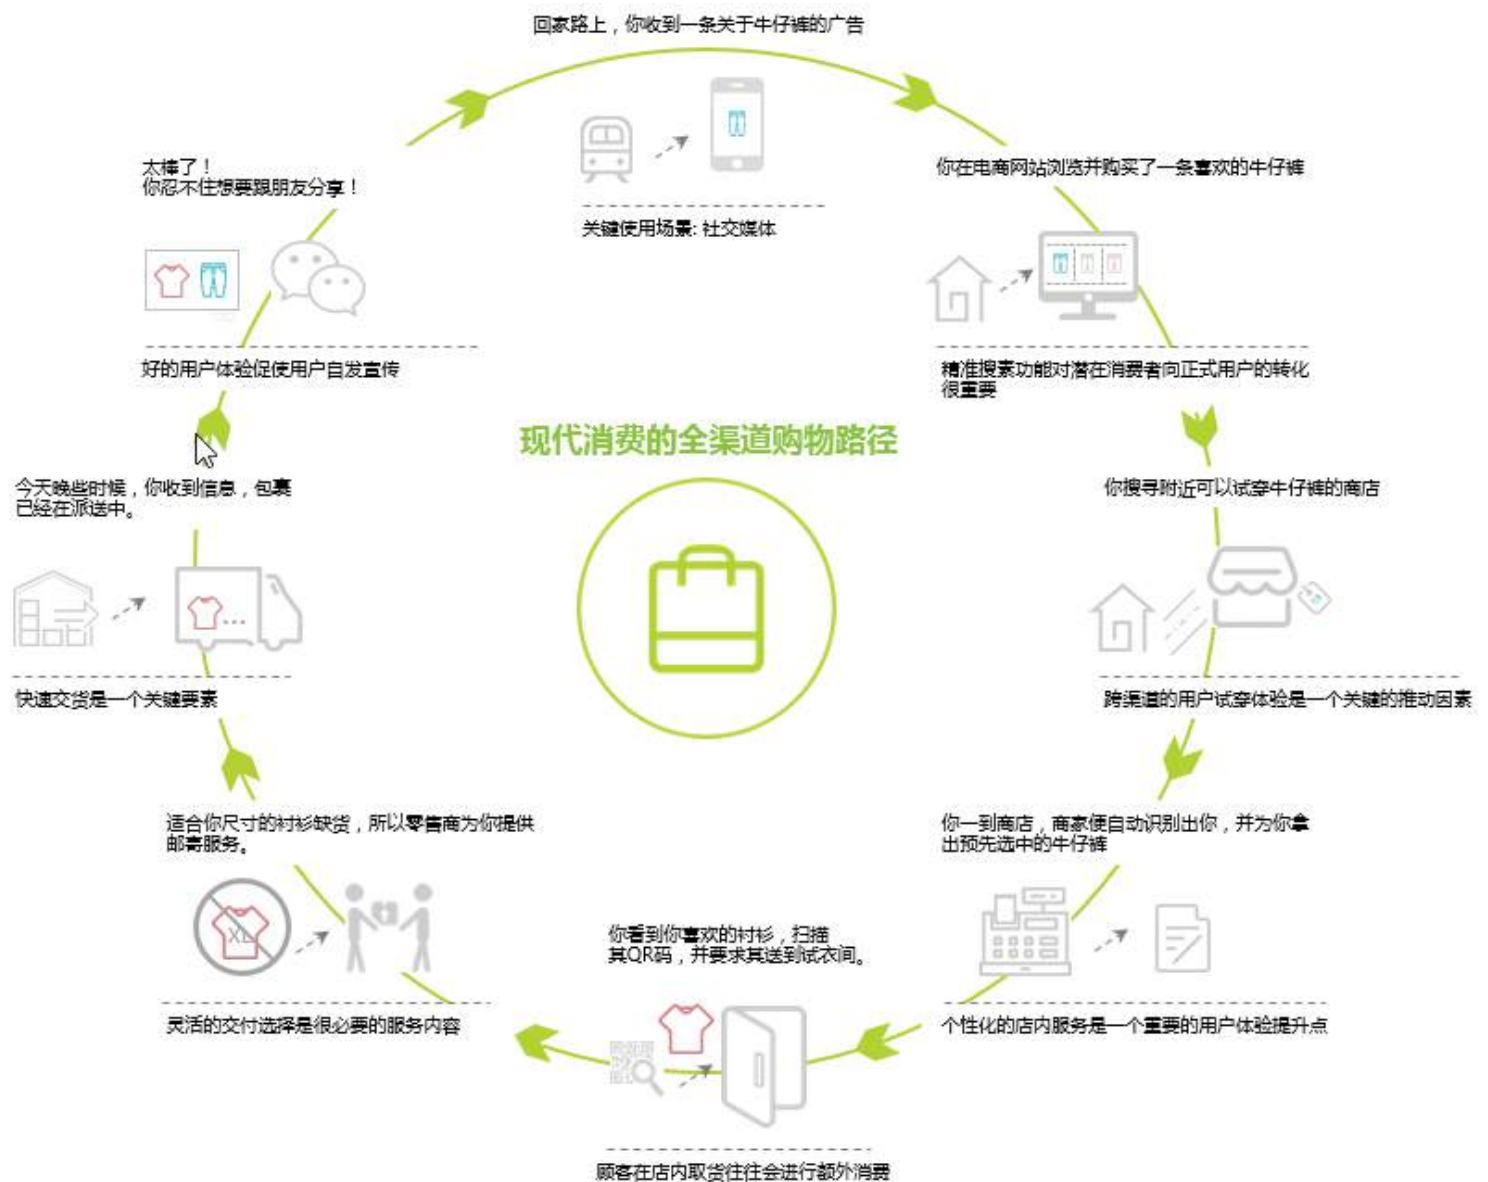 回家路上，你收到一条关于牛仔裤的广告
关键使用场景: 社交媒体
你在电商网站浏览并购买了一条喜欢的牛仔裤
精准搜素功能对潜在消费者向正式用户的转化
很重要
你搜寻附近可以试穿牛仔裤的商店
跨渠道的用户试穿体验是一个关键的推动因素
你一到商店，商家便自动识别出你，并为你拿
出预先选中的牛仔裤
个性化的店内服务是一个重要的用户体验提升点
你看到你喜欢的衬衫，扫描
其QR码，并要求其送到试衣间。
顾客在店内取货往往会进行额外消费
适合你尺寸的衬衫缺货，所以零售商为你提供
邮寄服务。
XL
灵活的交付选择是很必要的服务内容
今天晚些时候，你收到信息，包裹
已经在派送中。
快速交货是一个关键要素
太棒了！
你忍不住想要跟朋友分享！
好的用户体验促使用户自发宣传
现代消费的全渠道购物路径